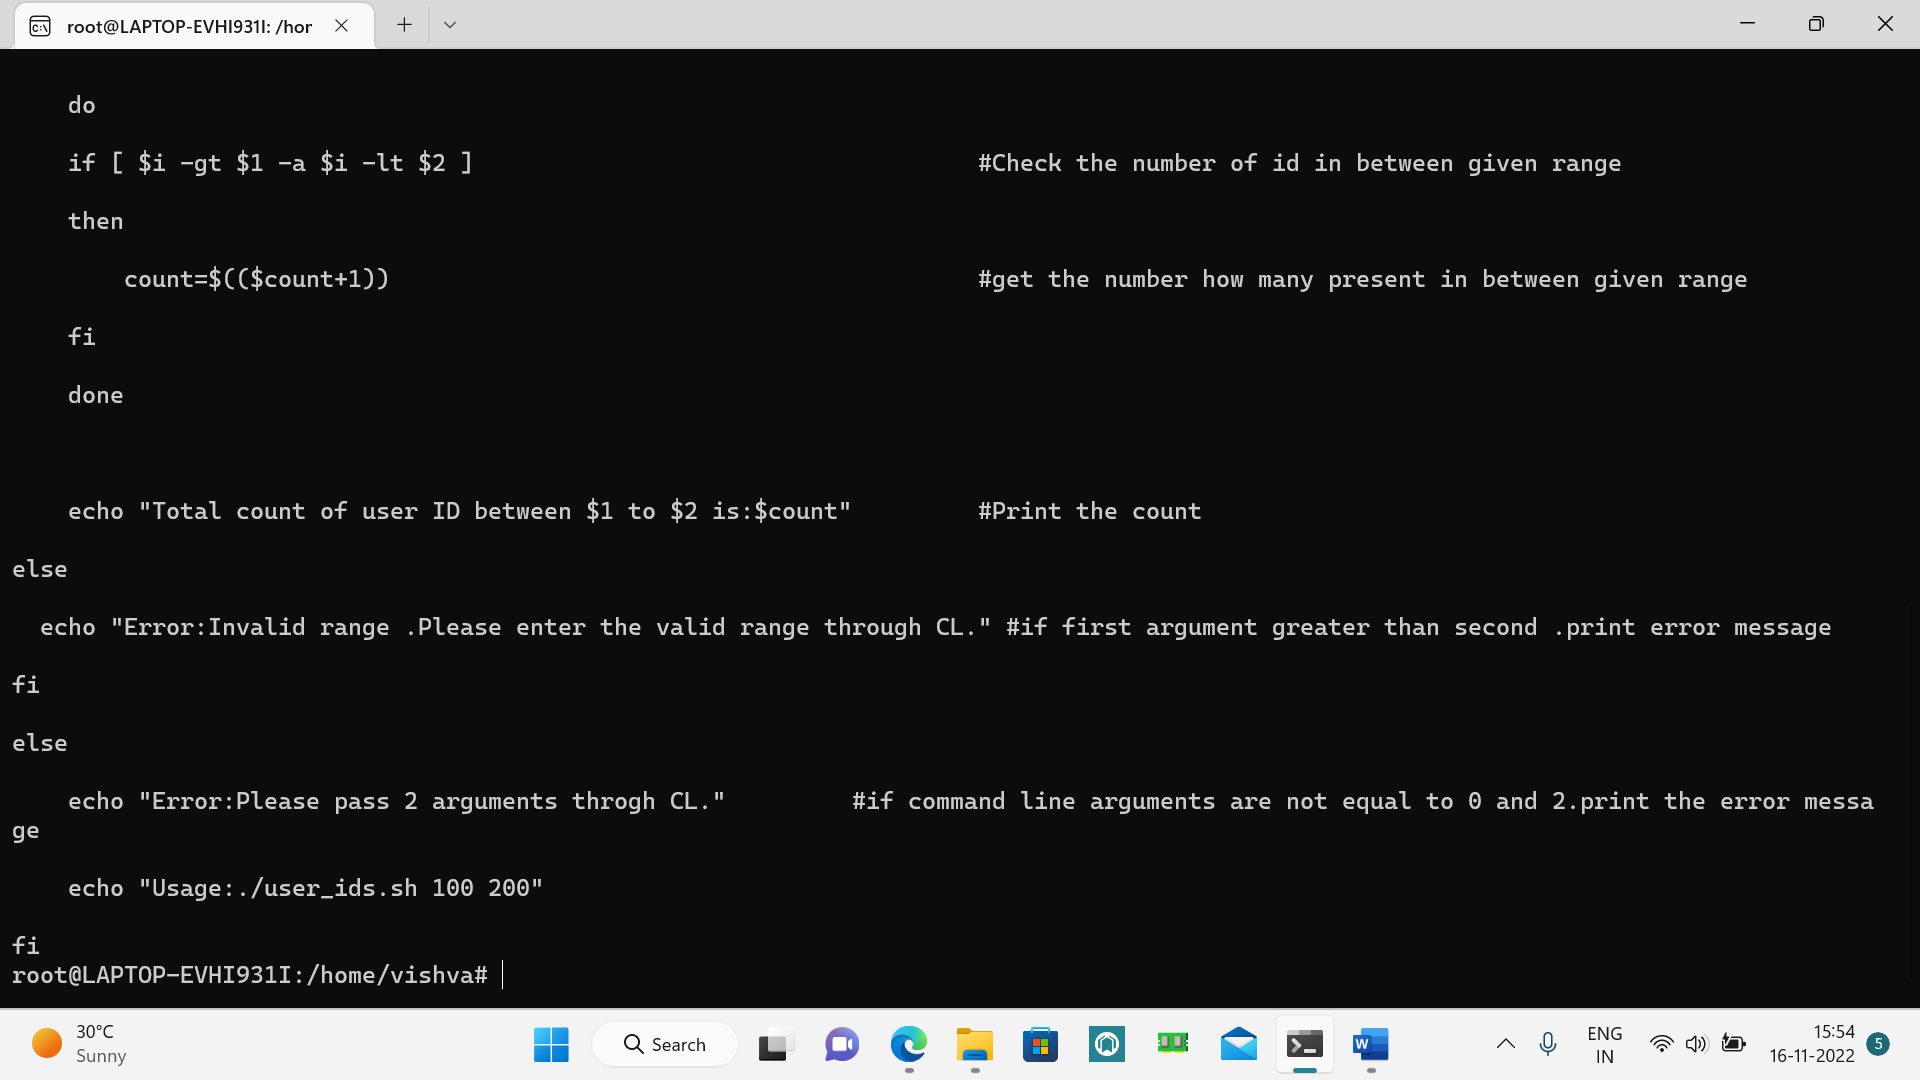 root@LAPTOP-EVHI931I: /hor
do
if [ $i -gt $1 -a $i -lt $2 ] #Check the number of id in between given range
then
count=$(($count+1)) #get the number how many present in between given range
fi
done
echo "Total count of user ID between $1 to $2 is:$count" #Print the count
else
echo "Error:Invalid range .Please enter the valid range through CL." #if first argument greater than second .print error message
fi
else
echo "Error:Please pass 2 arguments throgh CL." #if command line arguments are not equal to 0 and 2.print the error messa
ge
echo "Usage:./user_ids.sh 100 200"
fi
root@LAPTOP-EVHI931I:/home/vishva#
30°C
Sunny
Search
ENG
IN
15:54
16-11-2022
5